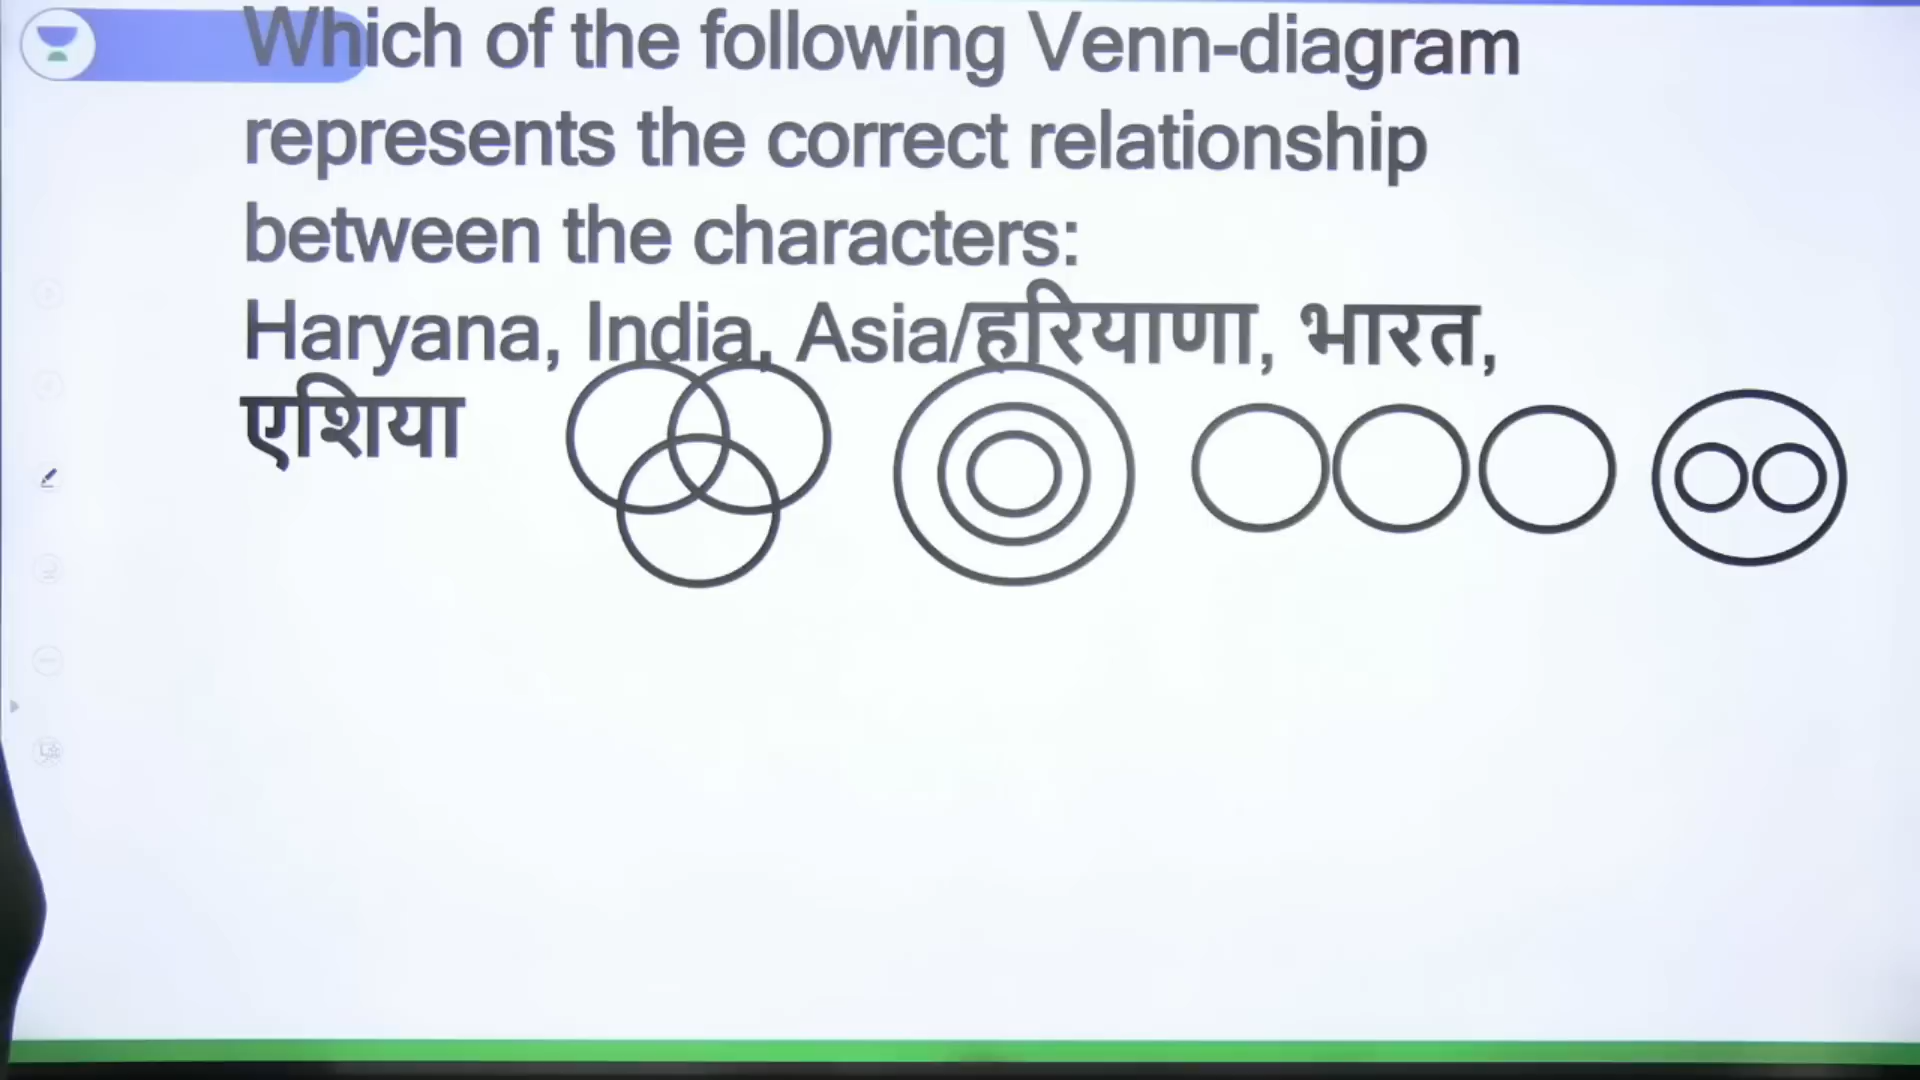 Which of the following Venn-diagram
represents the correct relationship
between the characters:
Haryana, India, Asia/हरियाणा, भारत,
एशिया